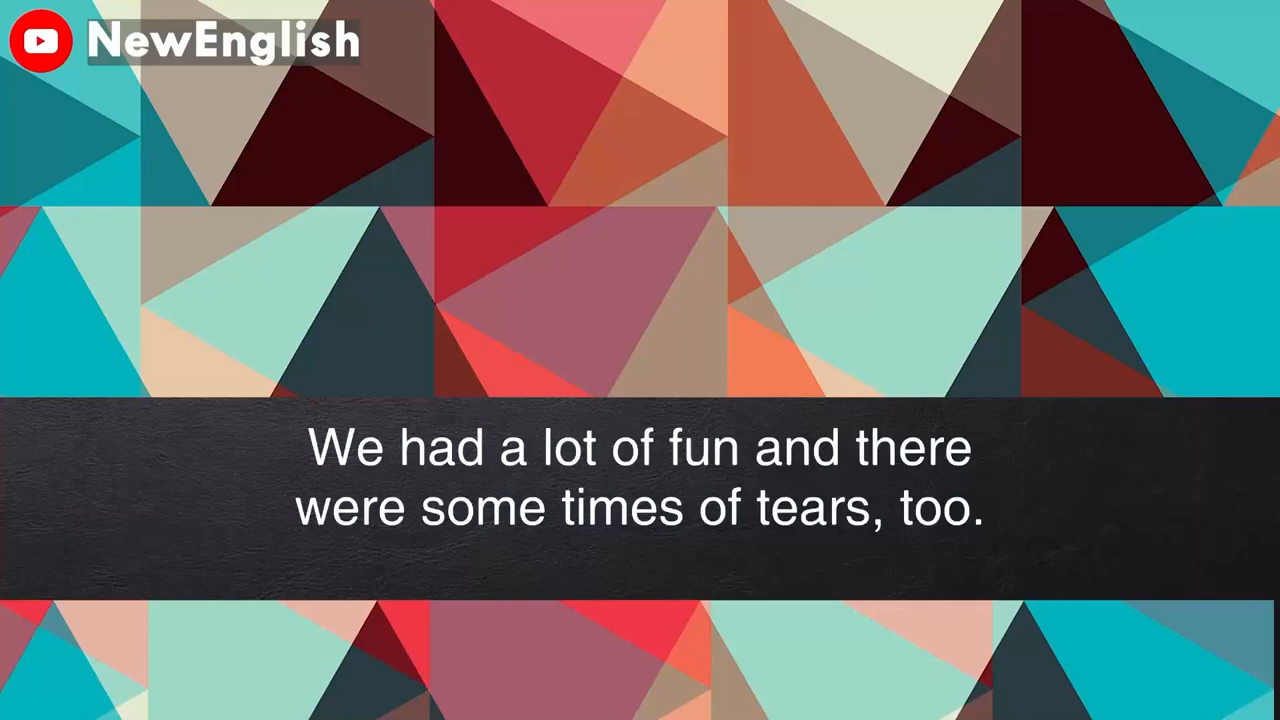 NewEnglish
We had a lot of fun and there
were some times of tears, too.